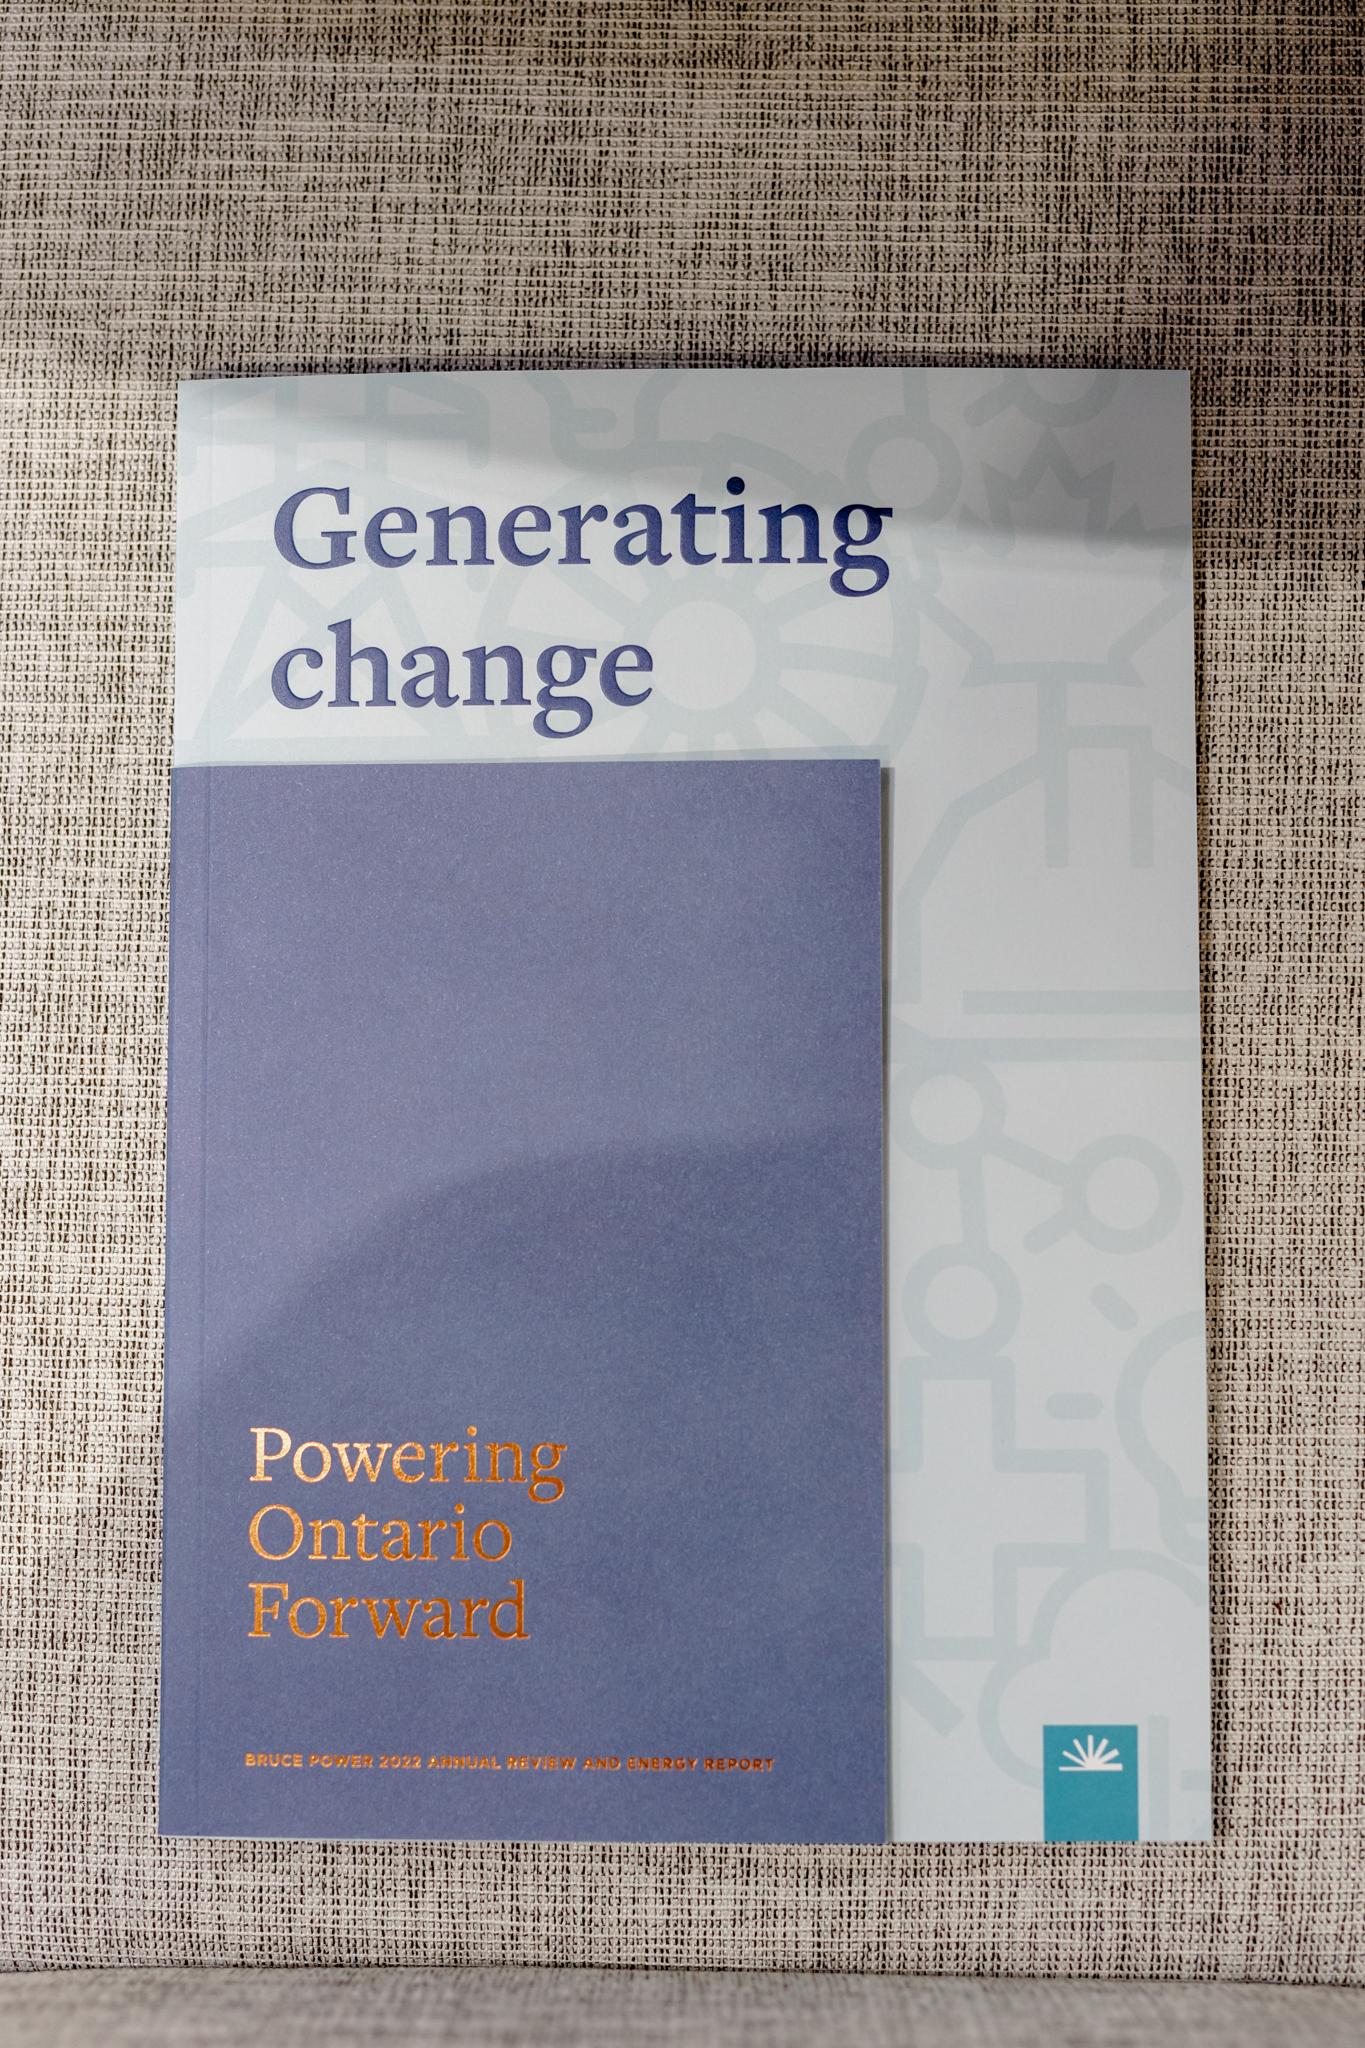 Generating
change
Powering
Ontario
Forward
BRUCE POWER 2022 ANNUAL REVIEW AND ENERGY REPORT